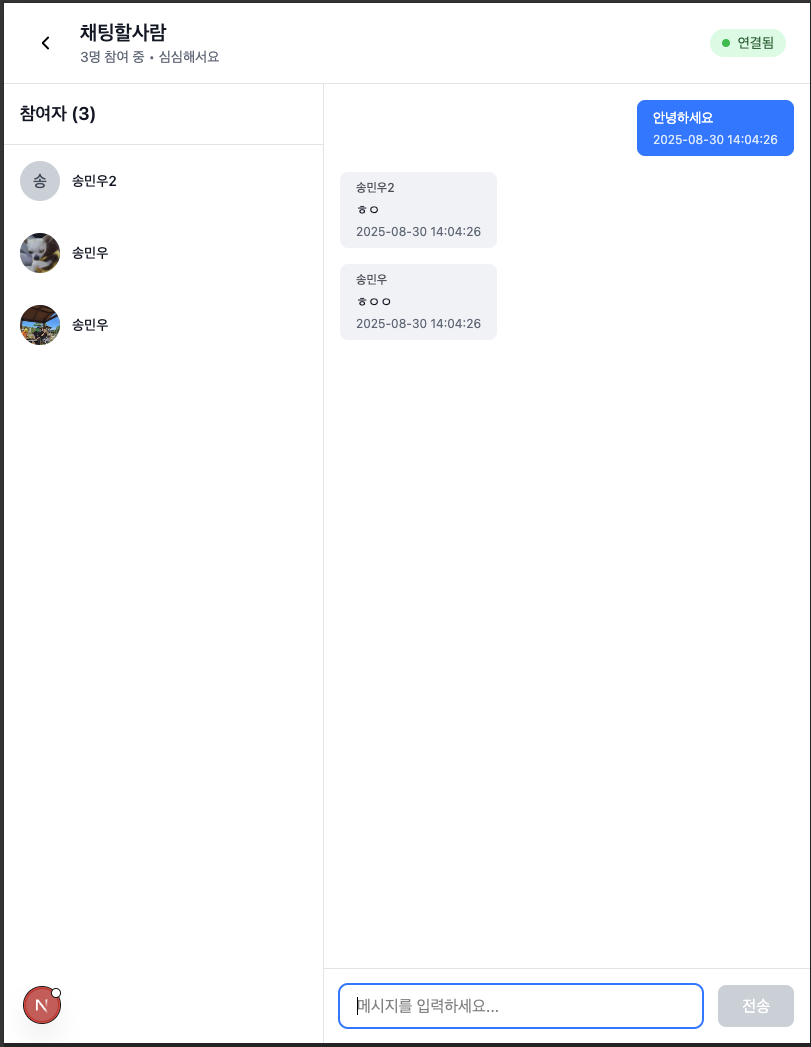 채팅할사람
3명 참여 중 • 심심해서요
연결됨
참여자 (3)
송
송민우2
송민우
송민우
안녕하세요
2025-08-30 14:04:26
송민우2
ㅎㅇ
2025-08-30 14:04:26
송민우
ㅎㅇㅇ
2025-08-30 14:04:26
N
메시지를 입력하세요...
전송